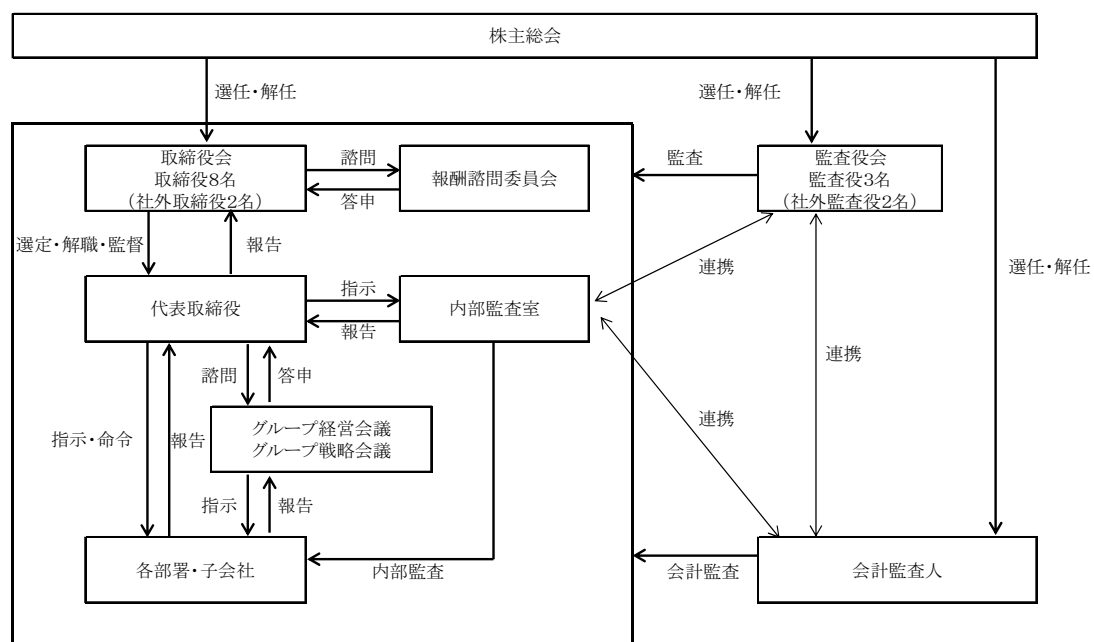 株主総会
選任・解任
選任・解任
取締役会
取締役8名
(社外取締役2名)
諮問
答申
報酬諮問委員会
監査
監査役会
監査役3名
(社外監査役2名)
選定・解職・監督
報告
連携
選任・解任
代表取締役
指示
報告
内部監査室
連携
諮問
答申
連携
指示・命令
報告
グループ経営会議
グループ戦略会議
指示
報告
各部署・子会社
内部監査
会計監査
会計監査人